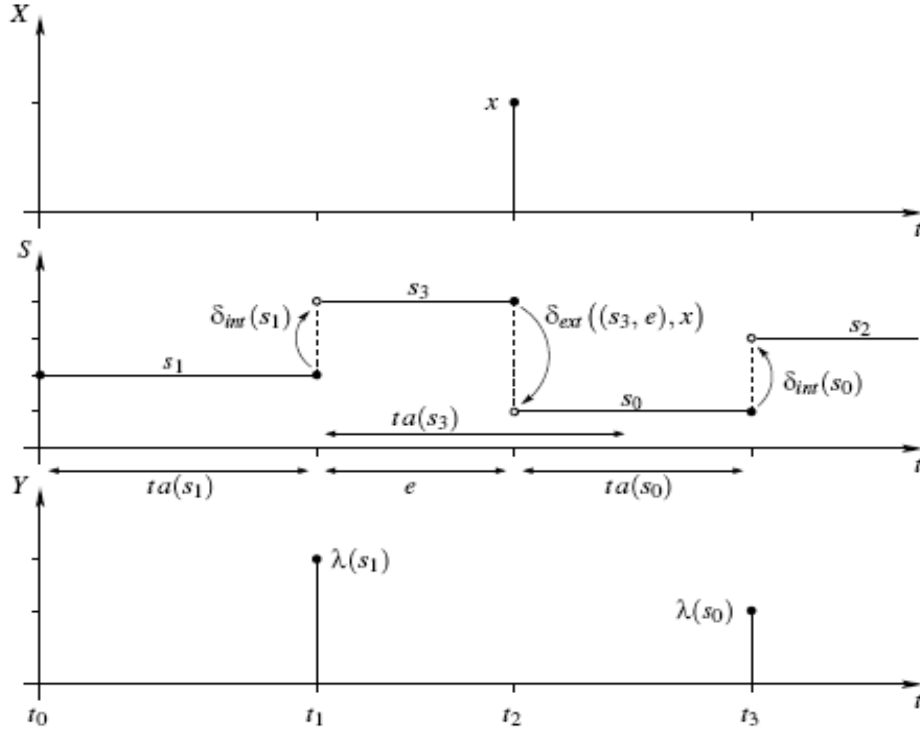 X
x
t
S
δint(s1)
s3
δext((s3, e), x)
s2
s1
s0
δint(s0)
ta(s3)
t
ta(s1)
e
ta(s0)
Y
λ(s1)
λ(s0)
t
t0
t1
t2
t3